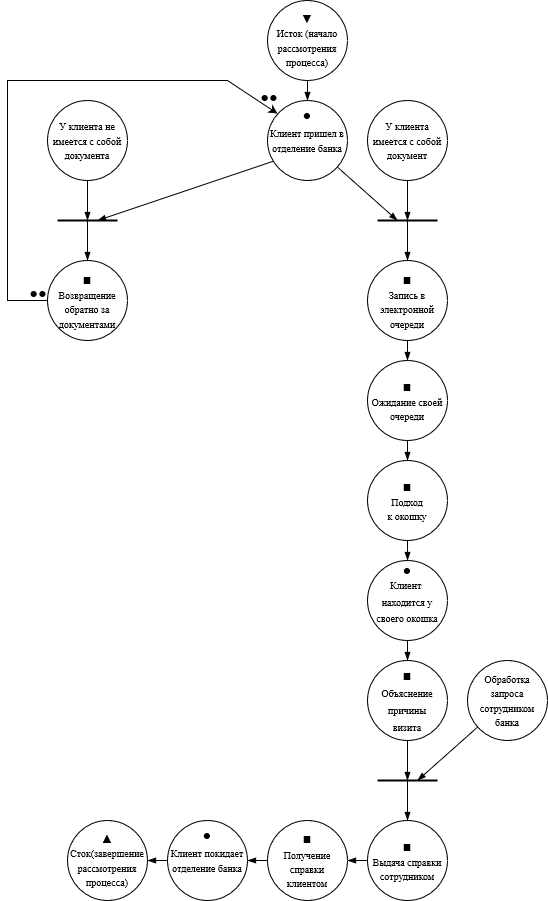 Исток (начало
рассмотрения
процесса)
У клиента не
имеется с собой
документа
Клиент пришел в
отделение банка
У клиента
имеется с собой
документ
Возвращение
обратно за
документами
Запись в
электронной
очереди
Ожидание своей
очереди
Подход
к окошку
Клиент
находится у
своего окошка
Объяснение
причины
визита
Обработка
запроса
сотрудником
банка
Сток(завершение
рассмотрения
процесса)
Клиент покидает
отделение банка
Получение
справки
клиентом
Выдача справки
сотрудником